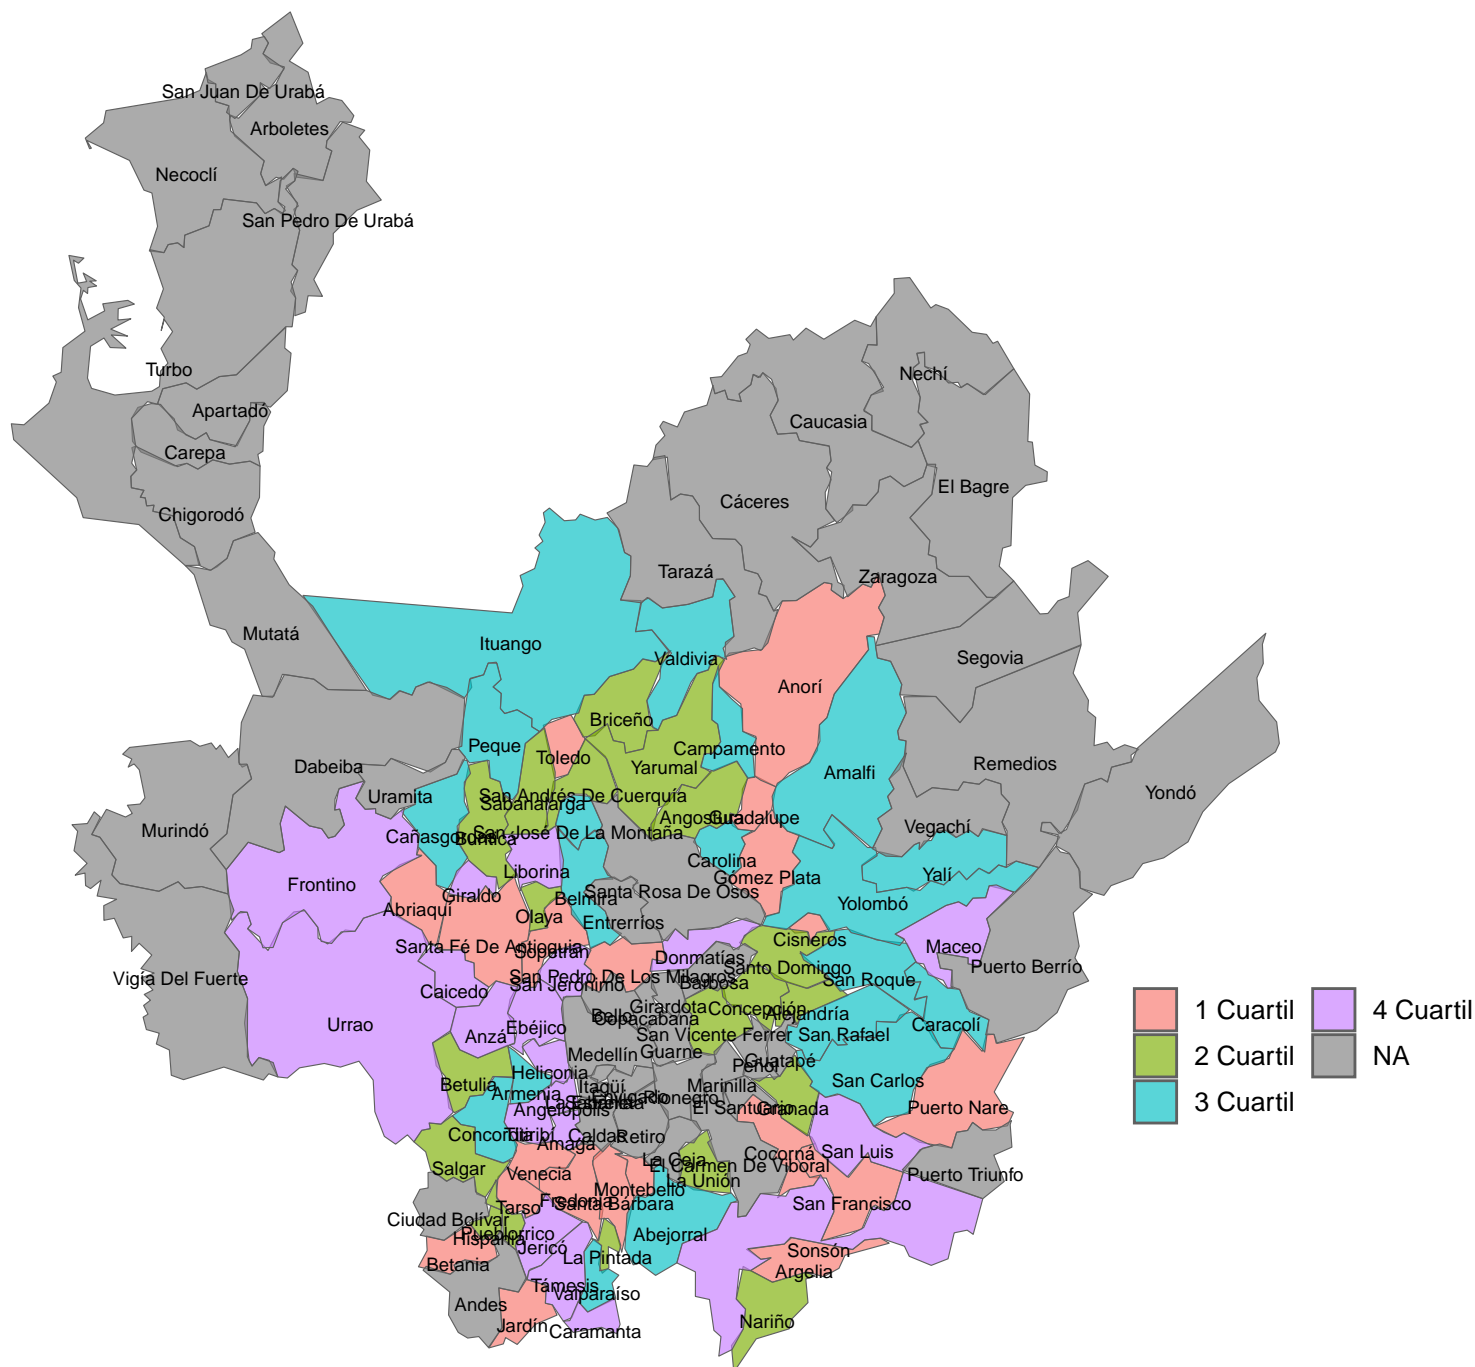 San Juan De Urabá
Arboletes
Necoclí
San Pedro De Urabá
Turbo
Apartadó
Carepa
Chigorodó
Mutatá
Nechí
Caucasia
El Bagre
Cáceres
Tarazá
Zaragoza
Ituango
Valdivia
Segovia
Anorí
Briceño
Peque
Toledo
Campamento
Yarumal
Dabeiba
Amalfi
Remedios
Yondó
Uramita
San Andrés De Cuerquía
Sabanalarga
Angostura
Guadalupe
Vegachí
Murindó
Cañasgordas
Buriticá
San José De La Montaña
Carolina
Liborina
Gómez Plata
Yalí
Frontino
Giraldo
Belmira
Santa Rosa De Osos
Yolombó
Abriaquí
Olaya
Entrerríos
Cisneros
Santa Fé De Antioquia
Sopetrán
Donmatías
Maceo
Puerto Berrío
Vigía Del Fuerte
San Pedro De Los Milagros
San Jerónimo
Barbosa
Santo Domingo
San Roque
Caicedo
Girardota
Concepción
Alejandría
Urrao
Ebéjico
Bello
Copacabana
Anzá
San Vicente Ferrer
San Rafael
Caracolí
Medellín
Guarne
Guatapé
Peñol
Heliconia
Betulia
Armenia
Itagüí
Envigado
Rionegro
Marinilla
San Carlos
La Estrella
Sabaneta
Angelópolis
El Santuario
Granada
Puerto Nare
Concordia
Titiribí
Caldas
Retiro
Amagá
San Luis
Salgar
Venecia
La Ceja
El Carmen De Viboral
Cocorná
La Unión
Puerto Triunfo
Montebello
Fredonia
Santa Bárbara
San Francisco
Tarso
Ciudad Bolívar
Pueblorrico
Hispania
Abejorral
Jericó
La Pintada
Sonsón
Betania
Argelia
Támesis
Valparaíso
Andes
Jardín
Caramanta
Nariño
1 Cuartil
2 Cuartil
3 Cuartil
4 Cuartil
NA